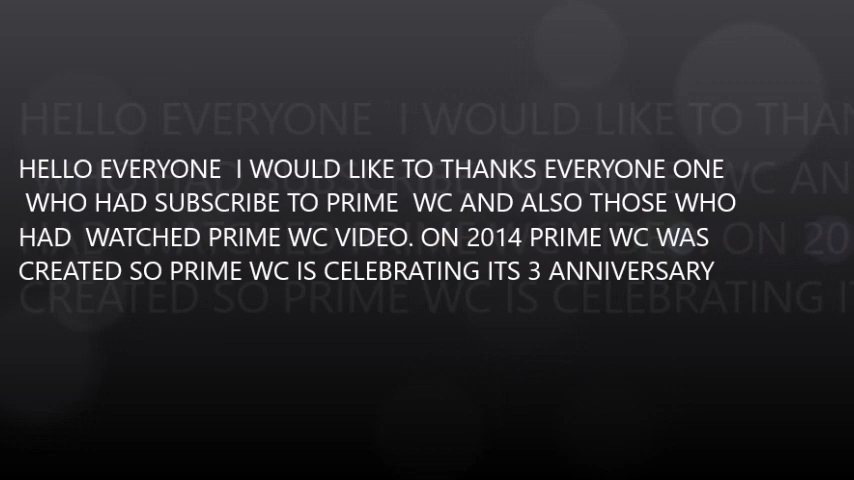 HELLO EVERYONE  I WOULD LIKE TO THANKS EVERYONE ONE
WHO HAD SUBSCRIBE TO PRIME  WC AND ALSO THOSE WHO
HAD  WATCHED PRIME WC VIDEO. ON 2014 PRIME WC WAS
CREATED SO PRIME WC IS CELEBRATING ITS 3 ANNIVERSARY